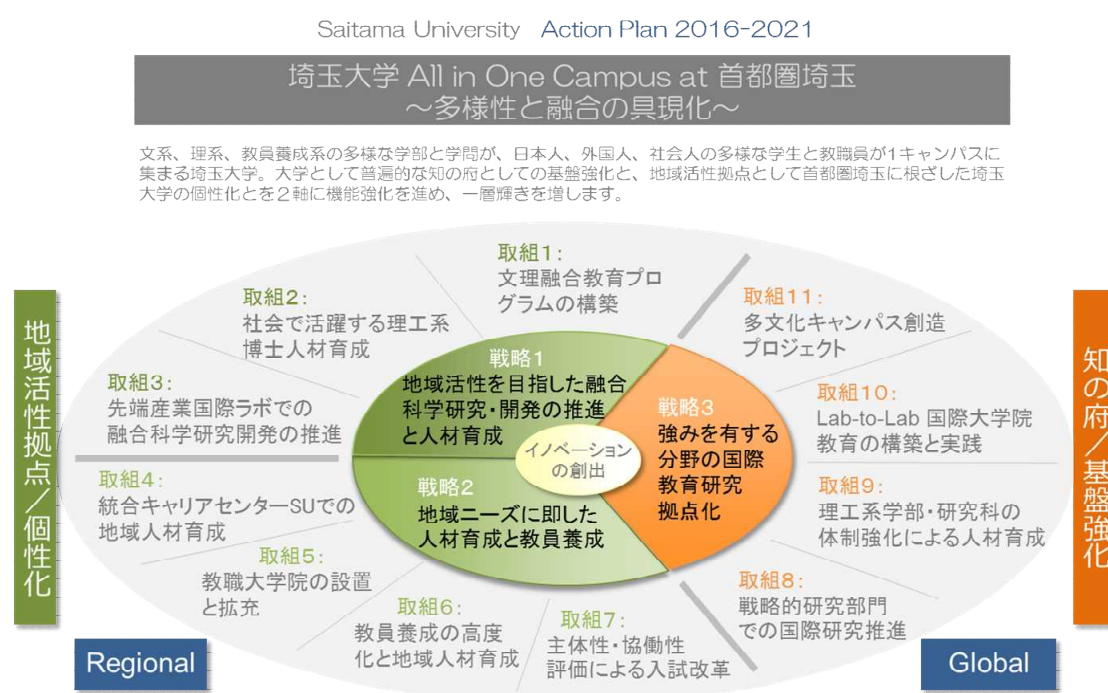 Saitama University Action Plan 2016-2021
埼玉大学 All in One Campus at 首都圏埼玉
～多様性と融合の具現化～
文系、理系、教員養成系の多様な学部と学問が、日本人、外国人、社会人の多様な学生と教職員が1キャンパスに
集まる埼玉大学。大学として普遍的な知の府としての基盤強化と、地域活性拠点として首都圏埼玉に根ざした埼玉
大学の個性化とを２軸に機能強化を進め、一層輝きを増します。
地域活性拠点／個性化
取組1:
文理融合教育プロ
グラムの構築
取組2:
社会で活躍する理工系
博士人材育成
取組3:
先端産業国際ラボでの
融合科学研究開発の推進
取組4:
統合キャリアセンターSUでの
地域人材育成
取組5:
教職大学院の設置
と拡充
取組6:
教員養成の高度
化と地域人材育成
取組7:
主体性・協働性
評価による入試改革
取組8:
戦略的研究部門
での国際研究推進
取組9:
理工系学部・研究科の
体制強化による人材育成
取組10:
Lab-to-Lab 国際大学院
教育の構築と実践
取組11:
多文化キャンパス創造
プロジェクト
戦略1
地域活性を目指した融合
科学研究・開発の推進
と人材育成
戦略2
地域ニーズに即した
人材育成と教員養成
戦略3
強みを有する
分野の国際
教育研究
拠点化
イノベーション
の創出
知の府／基盤強化
Regional
Global